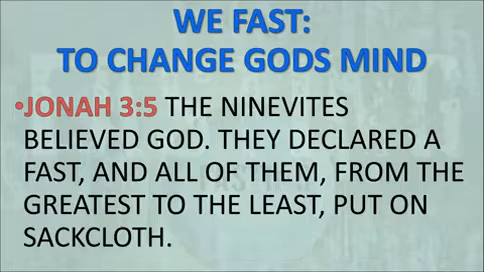 WE FAST:
TO CHANGE GODS MIND
•JONAH 3:5 THE NINEVITES
BELIEVED GOD. THEY DECLARED A
FAST, AND ALL OF THEM, FROM THE
GREATEST TO THE LEAST, PUT ON
SACKCLOTH.